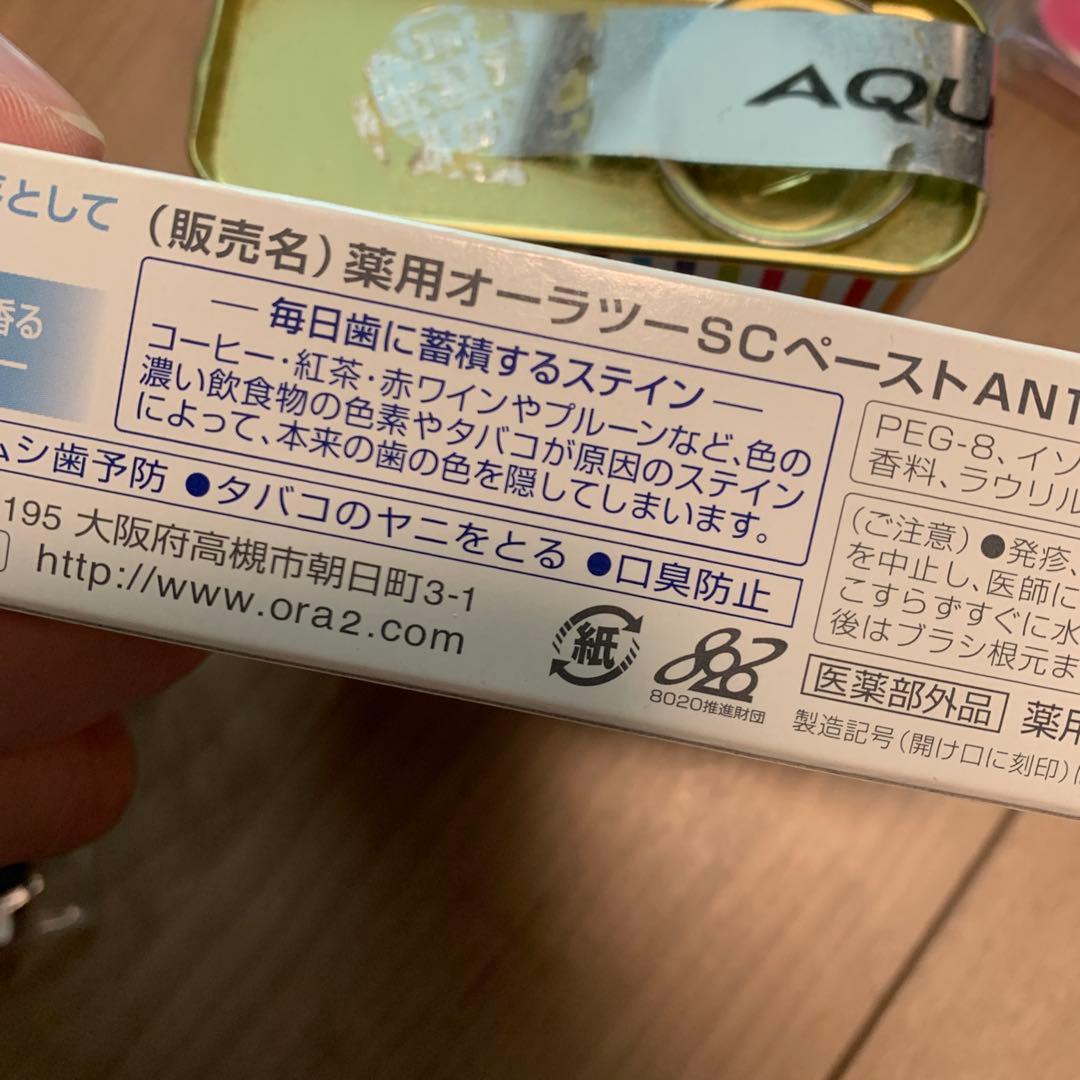 AQU
として
(販売名)薬用オーラツーSCペーストAN1
香る
ー
― 毎日歯に蓄積するステイン ―
コーヒー・紅茶・赤ワインやプルーンなど、色の
濃い飲食物の色素やタバコが原因のステイン
によって、本来の歯の色を隠してしまいます。
ムシ歯予防 ●タバコのヤニをとる ●口臭防止
195 大阪府高槻市朝日町3-1
http://www.ora2.com
紙
8020
8020推進財団
PEG-8、イソ
香料、ラウリル
(ご注意)●発疹、
を中止し、医師に
こすらずすぐに水
後はブラシ根元ま
医薬部外品 薬用
製造記号(開け口に刻印)